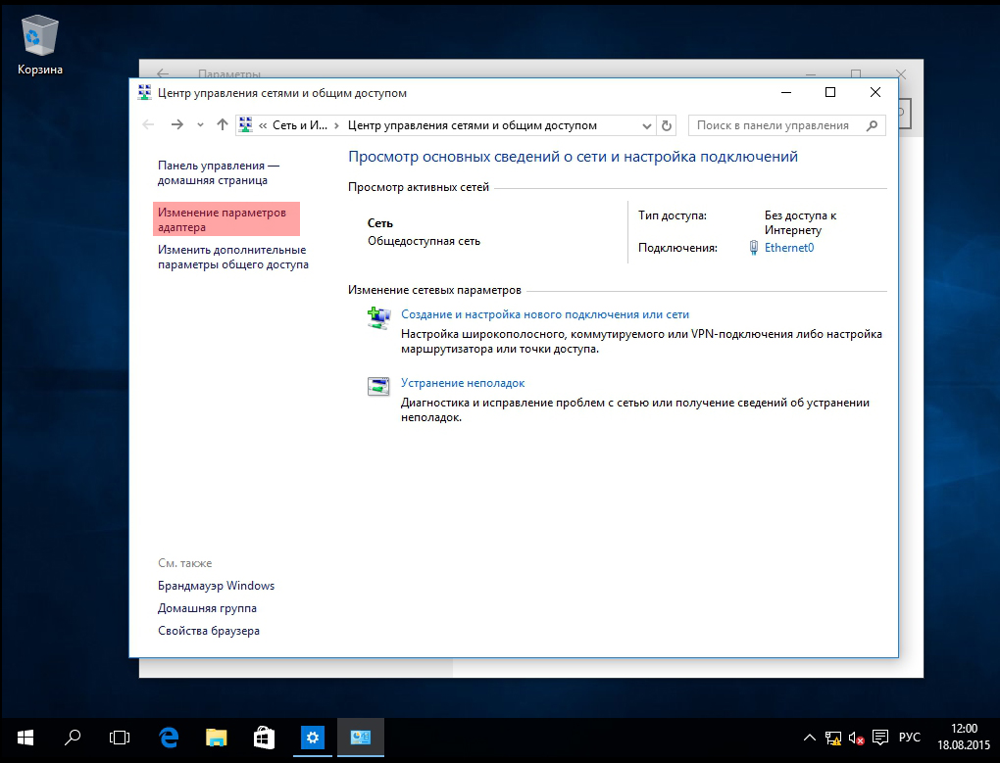 Корзина
Параметры
Центр управления сетями и общим доступом
« Сеть и И... › Центр управления сетями и общим доступом
Поиск в панели управления
Панель управления —
домашняя страница
Изменение параметров
адаптера
Изменить дополнительные
параметры общего доступа
Просмотр основных сведений о сети и настройка подключений
Просмотр активных сетей
Сеть
Общедоступная сеть
Тип доступа:
Без доступа к
Интернету
Подключения:
Ethernet0
Изменение сетевых параметров
Создание и настройка нового подключения или сети
Настройка широкополосного, коммутируемого или VPN-подключения либо настройка
маршрутизатора или точки доступа.
Устранение неполадок
Диагностика и исправление проблем с сетью или получение сведений об устранении
неполадок.
См. также
Брандмауэр Windows
Домашняя группа
Свойства браузера
РУС
12:00
18.08.2015